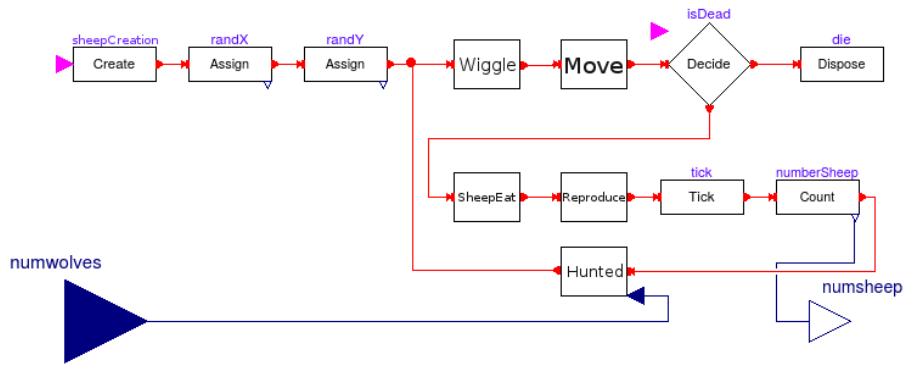 sheepCreation
randX
randY
isDead
die
Create
Assign
Assign
Wiggle
Move
Decide
Dispose
tick
numberSheep
SheepEat
Reproduce
Tick
Count
numwolves
Hunted
numsheep